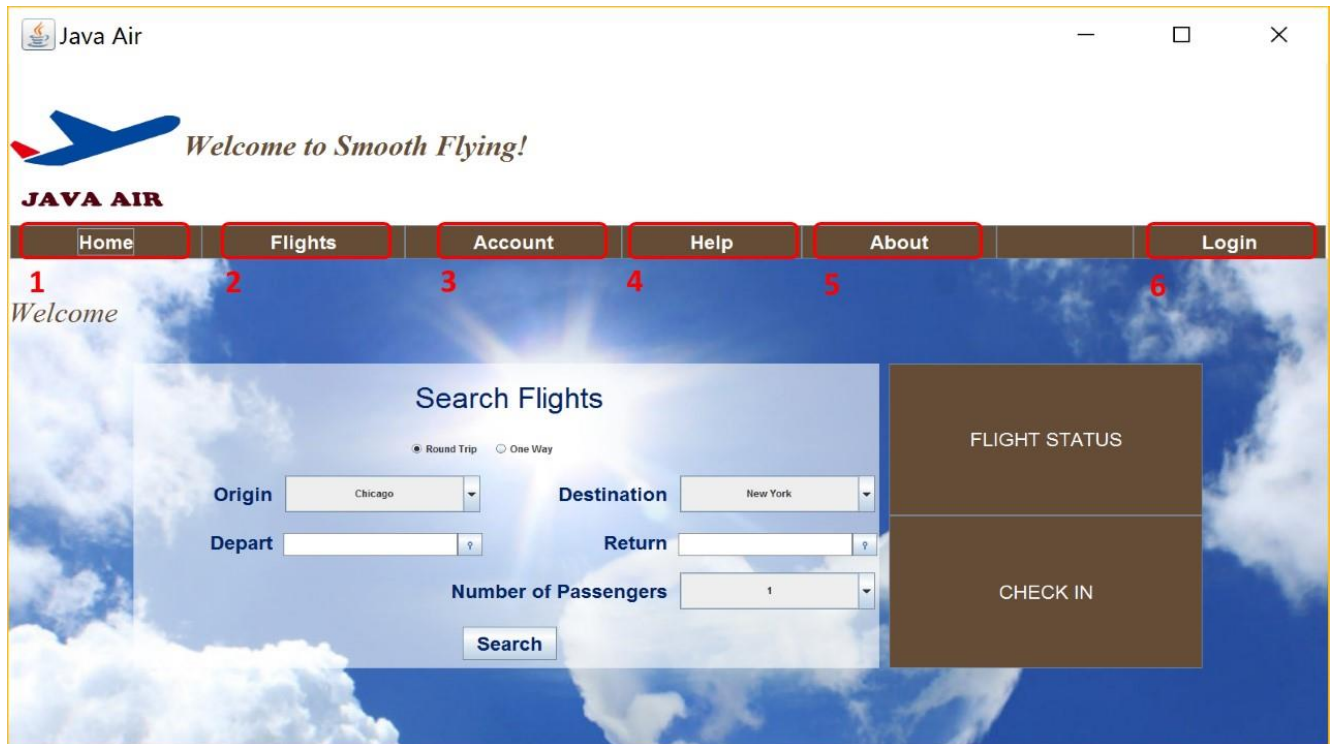 Java Air
Welcome to Smooth Flying!
JAVA AIR
Home Flights Account Help About Login
1 2 3 4 5 6
Welcome
Search Flights
Round Trip One Way
Origin Chicago Destination New York
Depart Return
Number of Passengers 1
Search
FLIGHT STATUS
CHECK IN